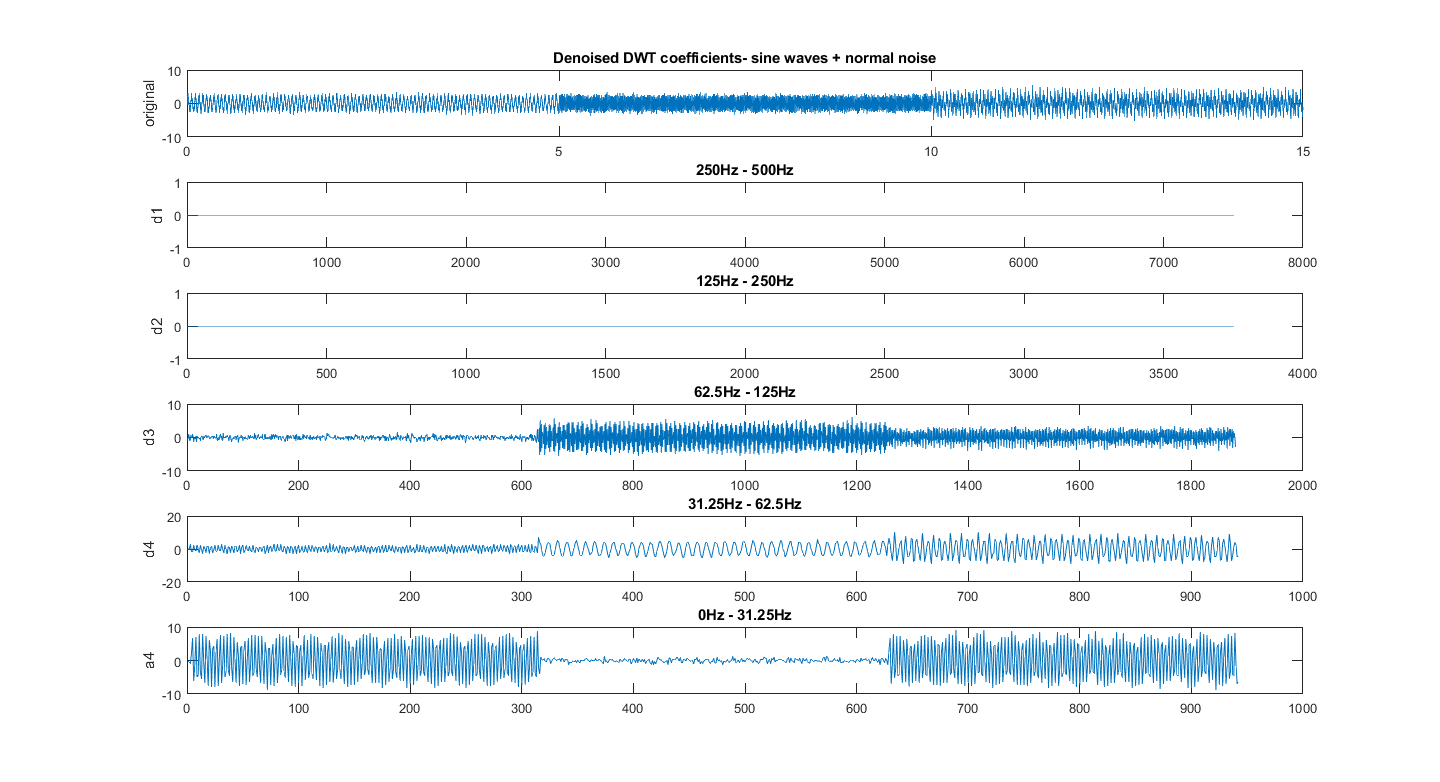 Denoised DWT coefficients- sine waves + normal noise
original
10
0
-10
0 5 10 15
250Hz - 500Hz
d1
1
0
-1
0 1000 2000 3000 4000 5000 6000 7000 8000
125Hz - 250Hz
d2
1
0
-1
0 500 1000 1500 2000 2500 3000 3500 4000
62.5Hz - 125Hz
d3
10
0
-10
0 200 400 600 800 1000 1200 1400 1600 1800 2000
31.25Hz - 62.5Hz
d4
20
0
-20
0 100 200 300 400 500 600 700 800 900 1000
0Hz - 31.25Hz
a4
10
0
-10
0 100 200 300 400 500 600 700 800 900 1000